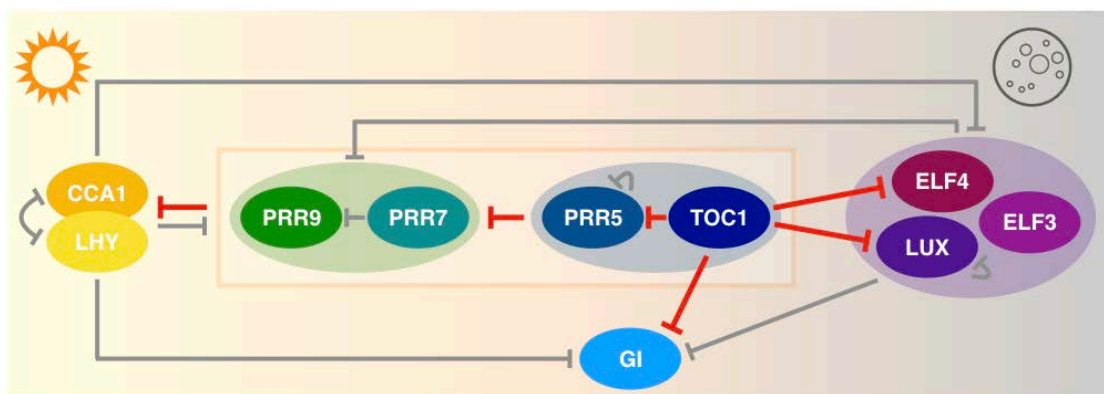 CCA1
LHY
PRR9
PRR7
PRR5
TOC1
ELF4
ELF3
LUX
GI